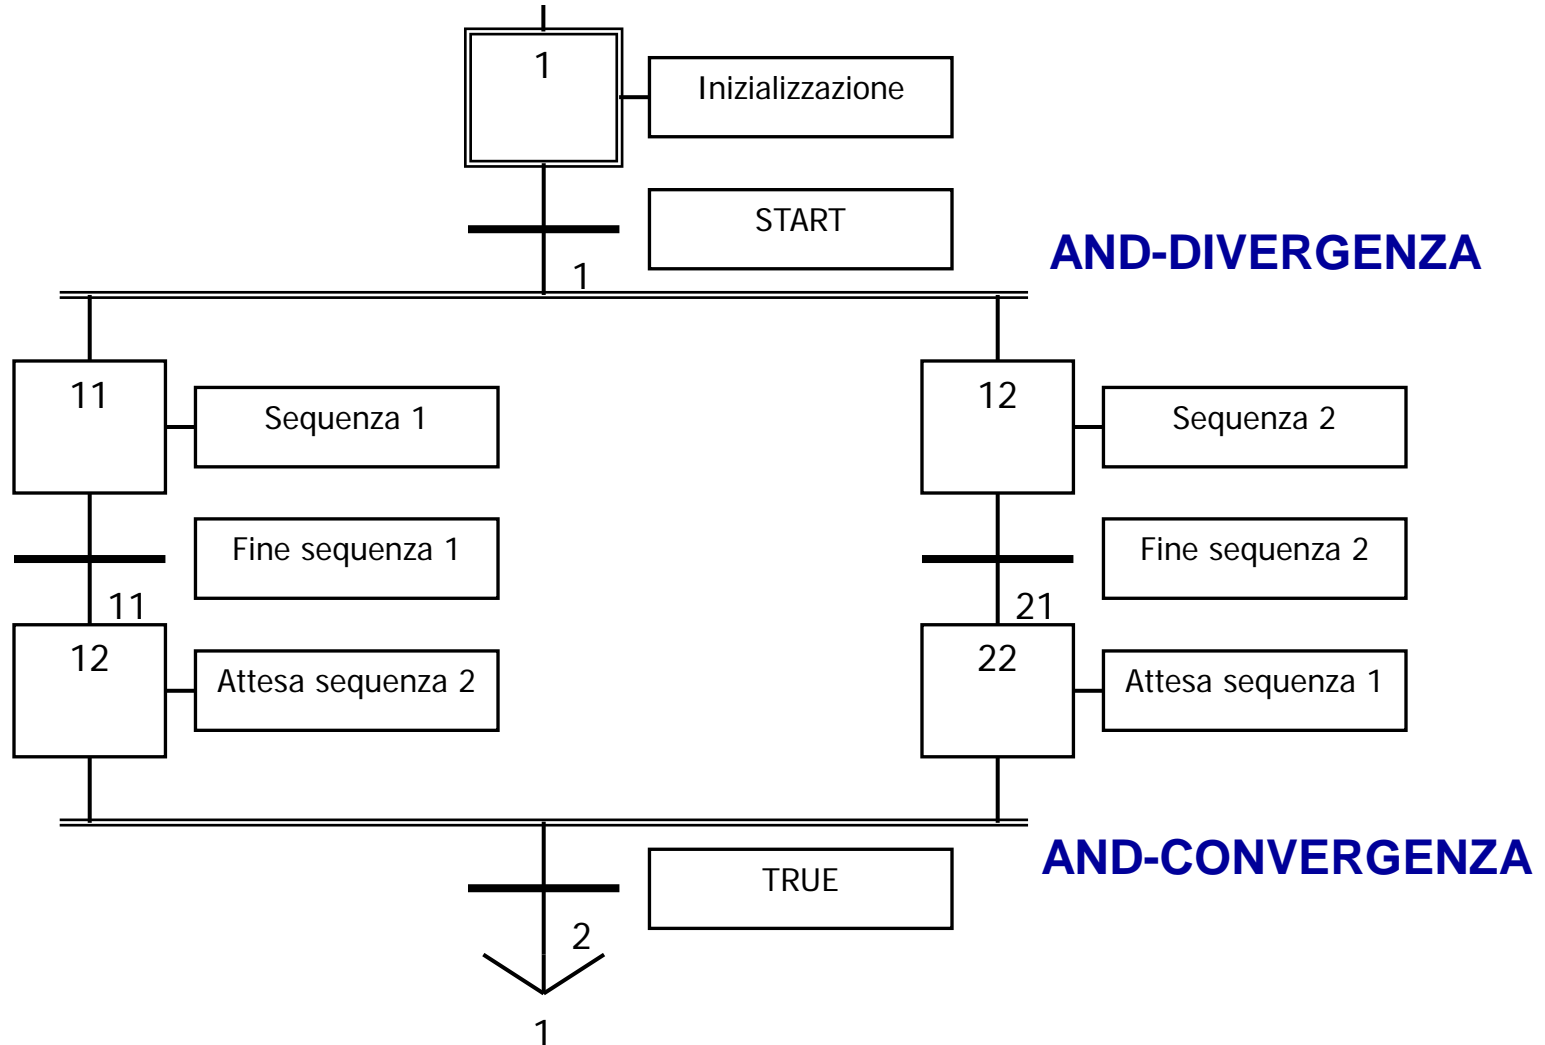 1
Inizializzazione
START
AND-DIVERGENZA
1
11
Sequenza 1
12
Sequenza 2
Fine sequenza 1
Fine sequenza 2
11
21
12
Attesa sequenza 2
22
Attesa sequenza 1
AND-CONVERGENZA
TRUE
2
1